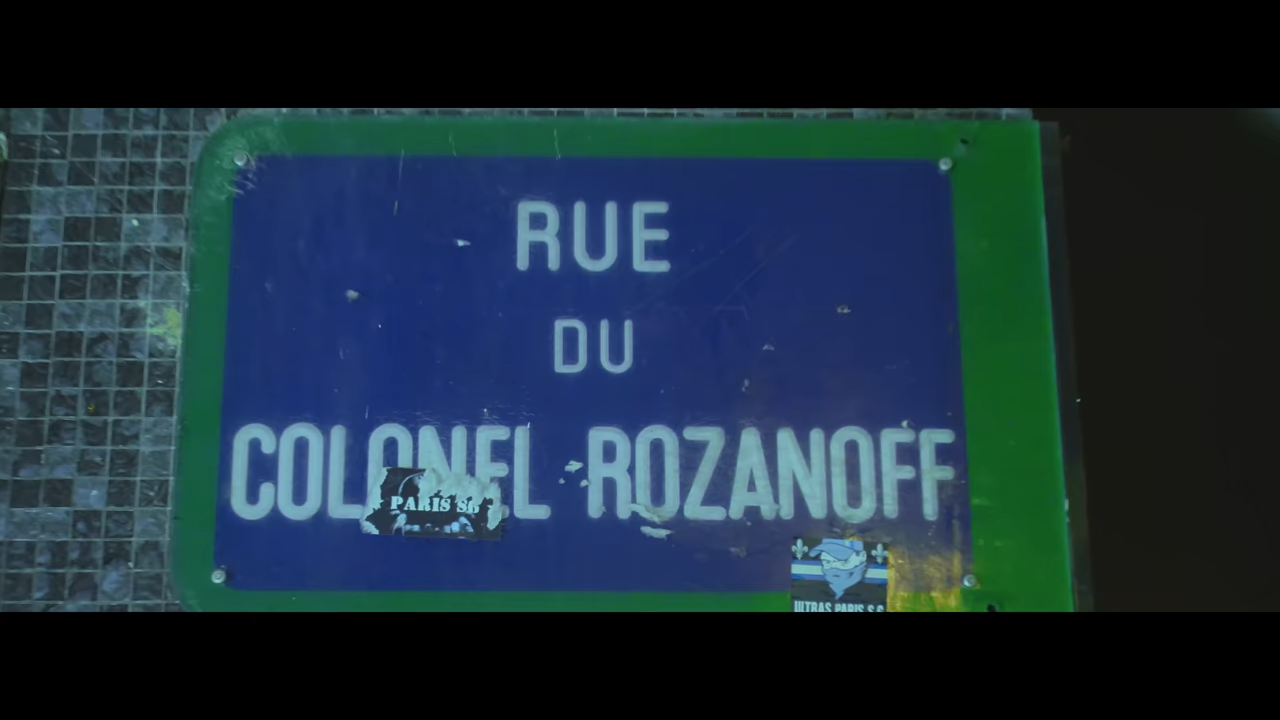 RUE
DU
COLONEL ROZANOFF
PARIS SG
ULTRAS PARIS S.G